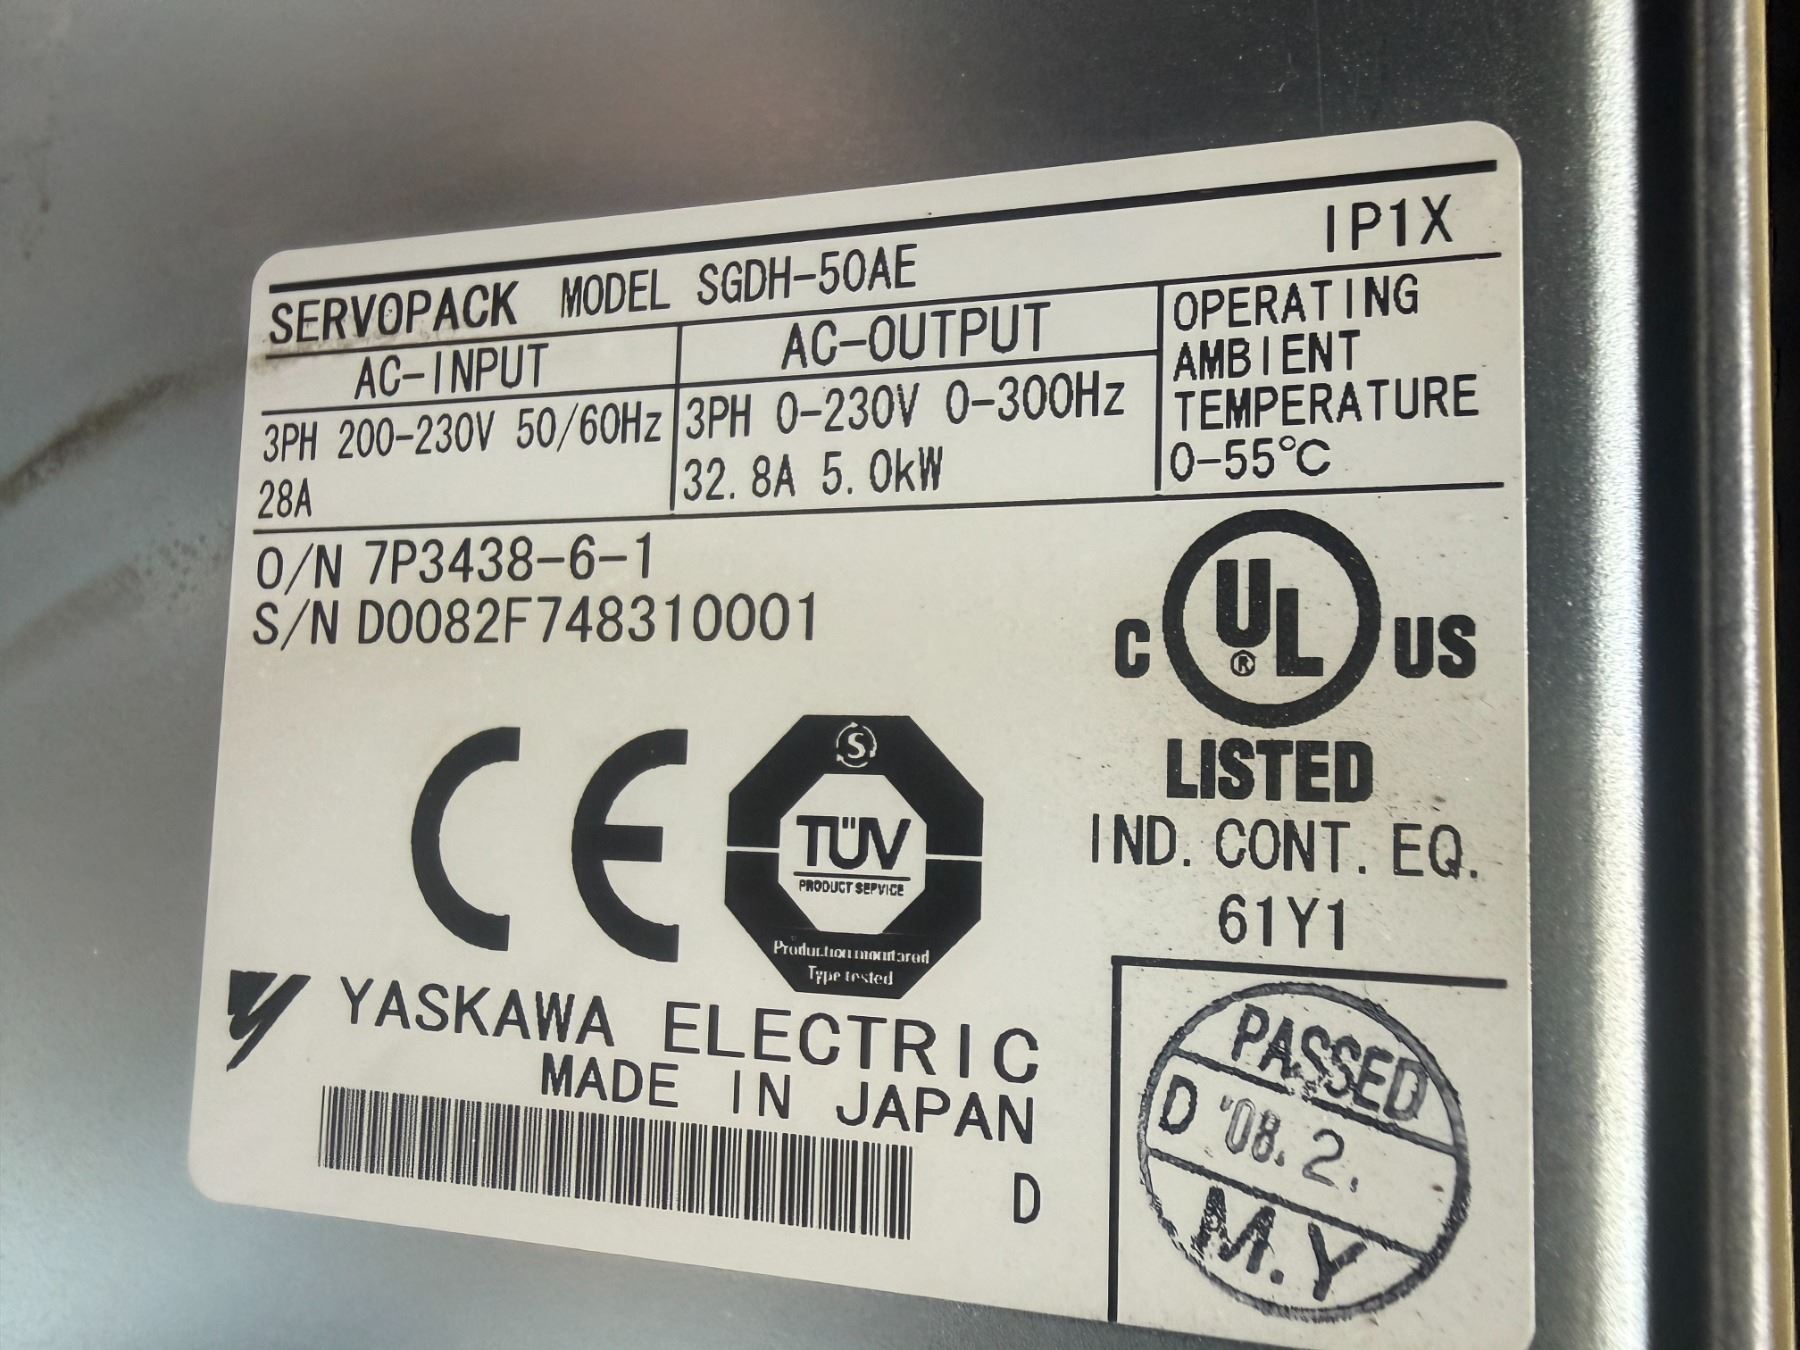 SERVOPACK MODEL SGDH-50AE IP1X
AC-INPUT
3PH 200-230V 50/60Hz
28A
AC-OUTPUT
3PH 0-230V 0-300Hz
32.8A 5.0kW
OPERATING
AMBIENT
TEMPERATURE
0-55°C
O/N 7P3438-6-1
S/N D0082F748310001
C UL® US
LISTED
IND. CONT. EQ.
61Y1
CE
S
TÜV
PRODUCT SERVICE
Production monitored
Type tested
YASKAWA ELECTRIC
MADE IN JAPAN
D
PASSED
D '08.2.
M.Y